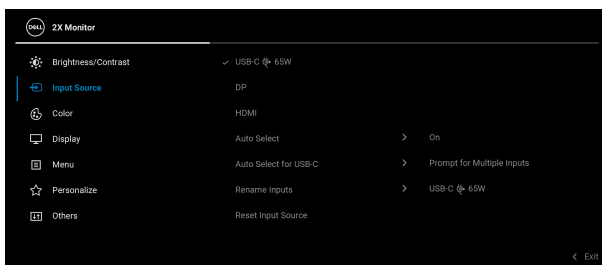 DELL 2X Monitor
Brightness/Contrast USB-C 65W
Input Source DP
Color HDMI
Display Auto Select On
Menu Auto Select for USB-C Prompt for Multiple Inputs
Personalize Rename Inputs USB-C 65W
Others Reset Input Source
Exit